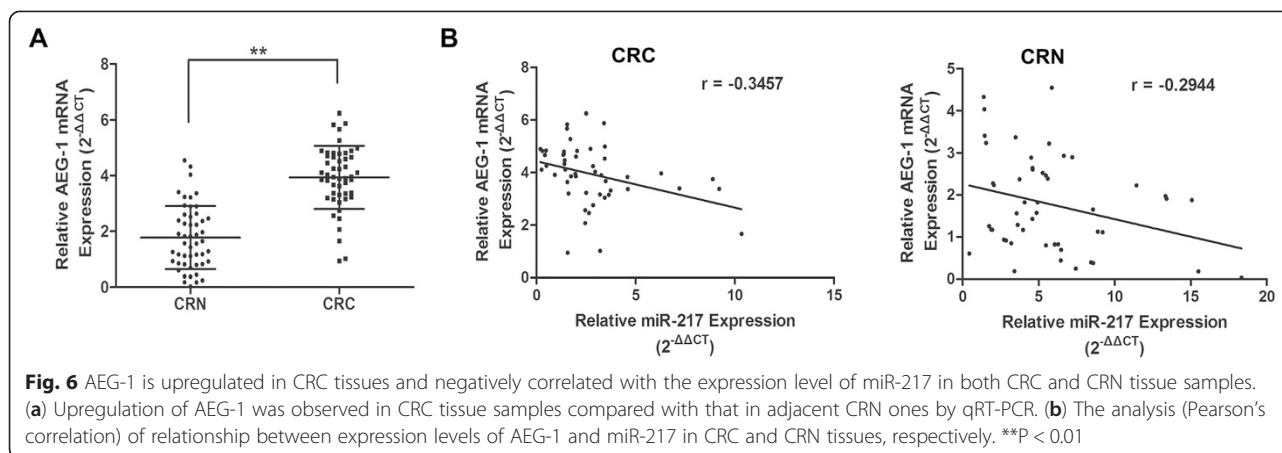 A
**
Relative AEG-1 mRNA
Expression (2-ΔΔCT)
8
6
4
2
0
CRN
CRC
B
CRC
r = -0.3457
Relative AEG-1 mRNA
Expression (2-ΔΔCT)
8
6
4
2
0
0
5
10
15
Relative miR-217 Expression
(2-ΔΔCT)
CRN
r = -0.2944
Relative AEG-1 mRNA
Expression (2-ΔΔCT)
5
4
3
2
1
0
0
5
10
15
20
Relative miR-217 Expression
(2-ΔΔCT)
Fig. 6 AEG-1 is upregulated in CRC tissues and negatively correlated with the expression level of miR-217 in both CRC and CRN tissue samples.
(a) Upregulation of AEG-1 was observed in CRC tissue samples compared with that in adjacent CRN ones by qRT-PCR. (b) The analysis (Pearson's
correlation) of relationship between expression levels of AEG-1 and miR-217 in CRC and CRN tissues, respectively. **P < 0.01